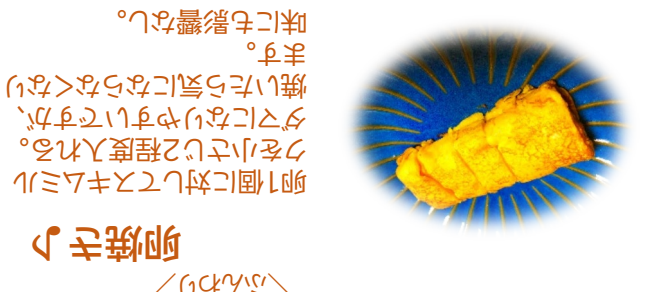 ＼ふんわり／
卵焼き♪
卵1個に対してスキムミル
クを小さじ2程度入れる。
ダマになりやすいですが、
焼いたら気にならなくなり
ます。
味にも影響なし。